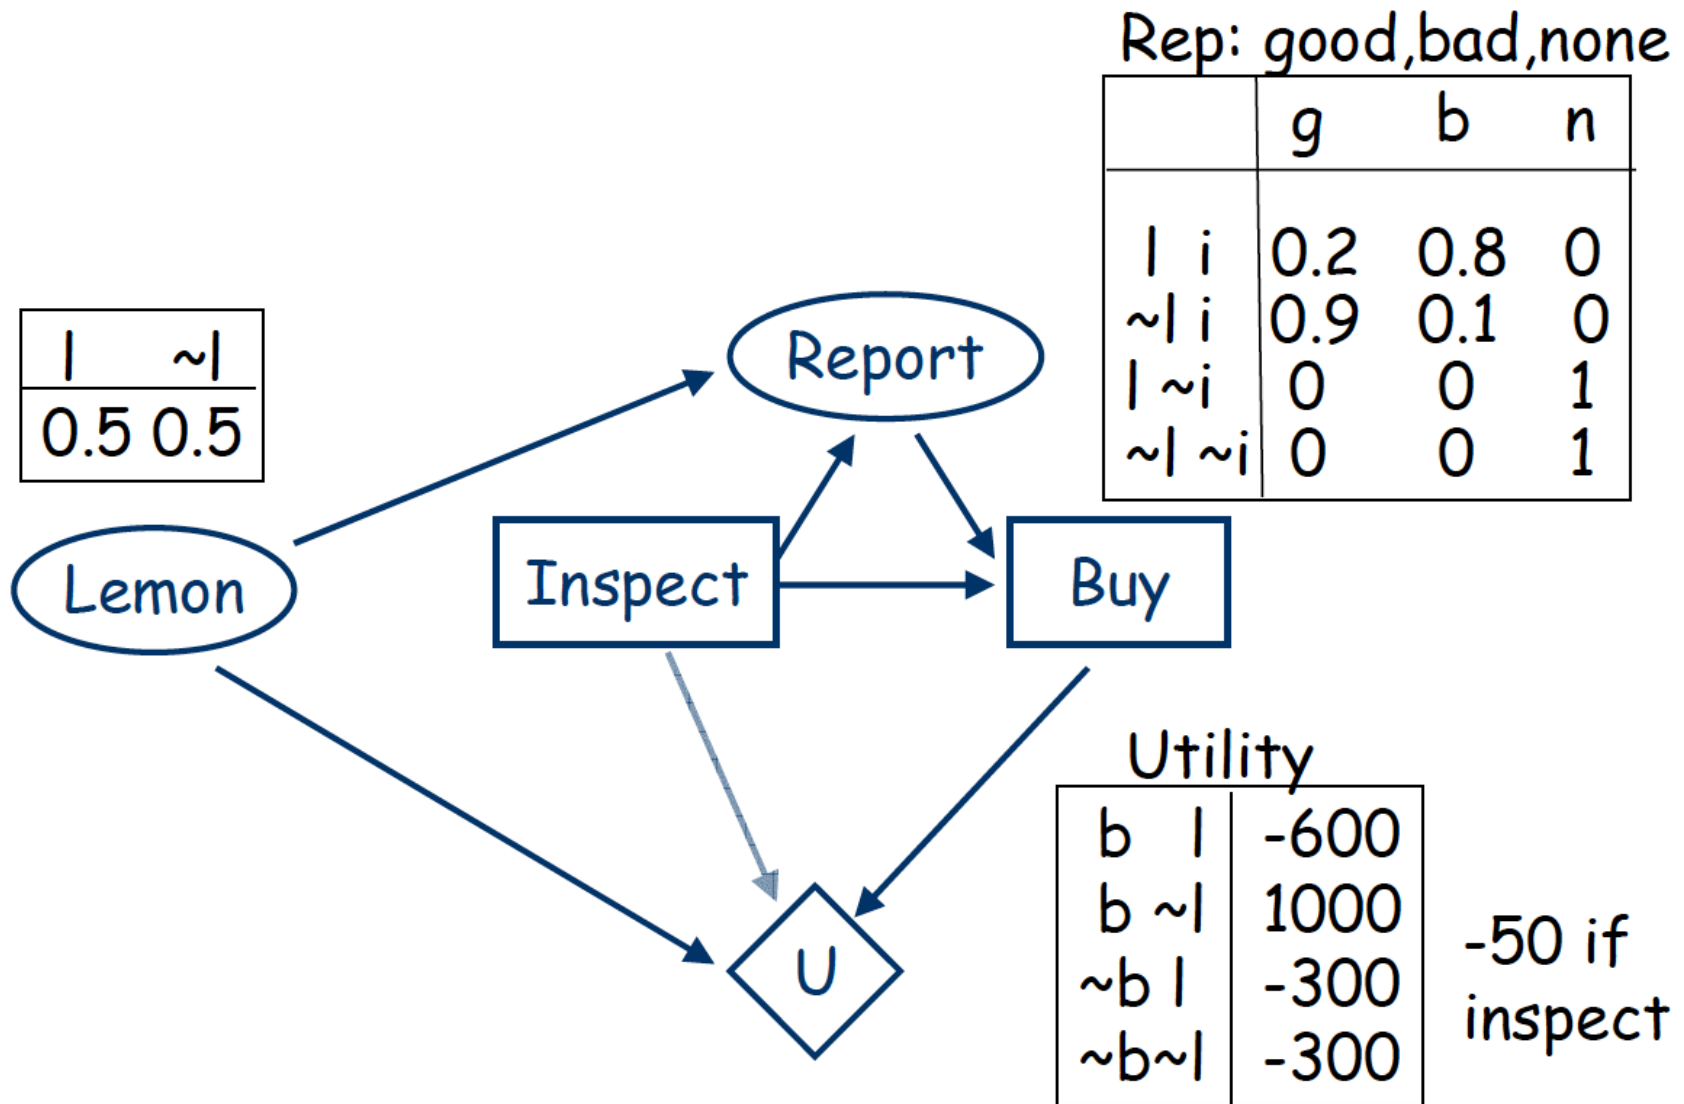 Rep: good,bad,none
g b n
l i 0.2 0.8 0
~l i 0.9 0.1 0
l ~i 0 0 1
~l ~i 0 0 1
l ~l
0.5 0.5
Report
Lemon
Inspect
Buy
U
Utility
b l -600
b ~l 1000
~b l -300
~b~l -300
-50 if
inspect